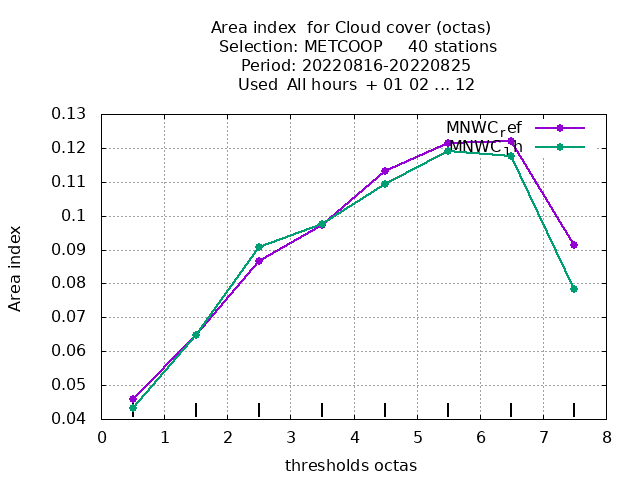 Area index  for Cloud cover (octas)
Selection: METCOOP     40 stations
Period: 20220816-20220825
Used  All hours  + 01 02 ... 12
MNWC_ref
MNWC_1h
0.13
0.12
0.11
0.1
0.09
0.08
0.07
0.06
0.05
0.04
Area index
0 1 2 3 4 5 6 7 8
thresholds octas